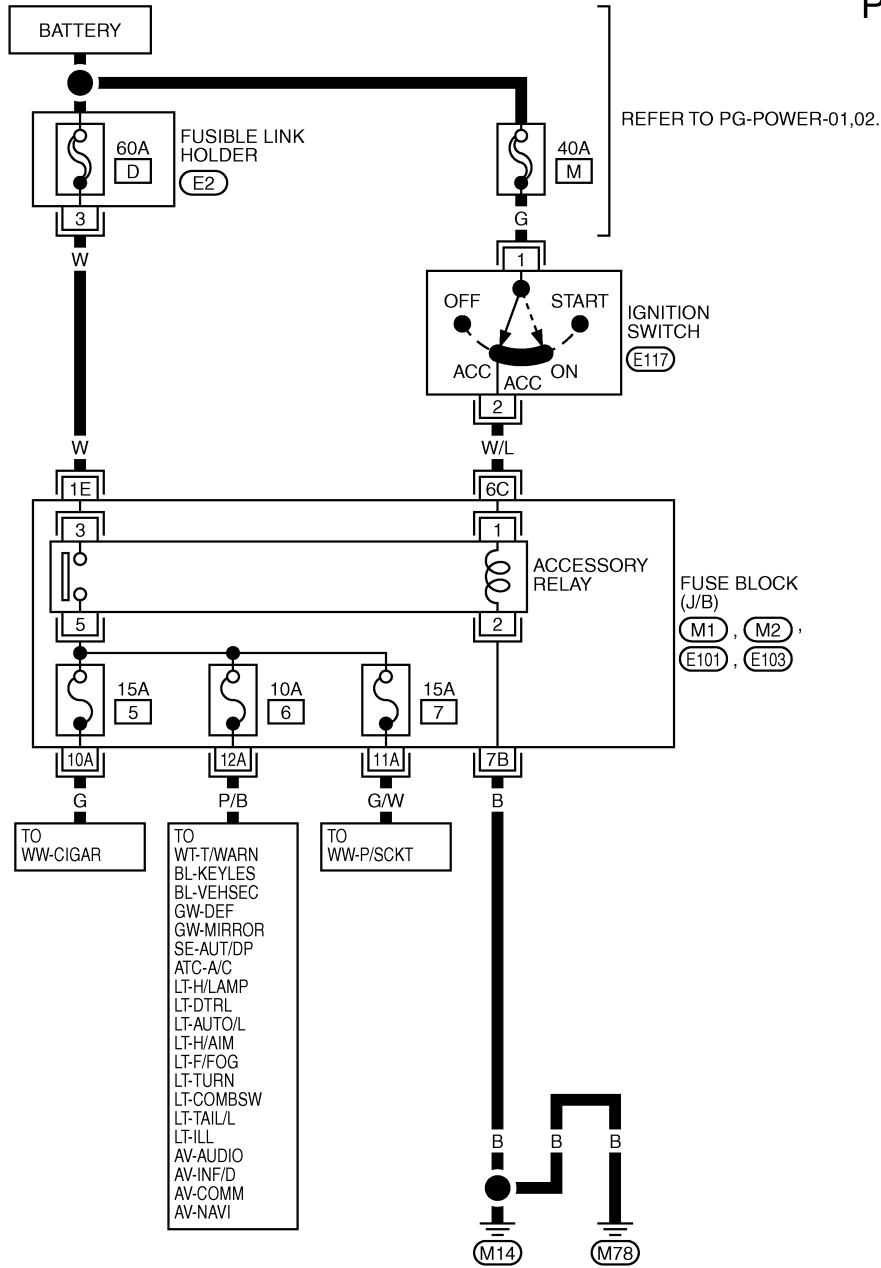 P
BATTERY
REFER TO PG-POWER-01,02.
60A
D
FUSIBLE LINK
HOLDER
E2
40A
M
3
G
W
1
OFF
START
ACC
ON
ACC
IGNITION
SWITCH
E117
2
W
W/L
1E
6C
3
1
ACCESSORY
RELAY
FUSE BLOCK
(J/B)
M1 , M2 ,
E101 , E103
5
2
15A
5
10A
6
15A
7
10A
12A
11A
7B
G
P/B
G/W
B
TO
WW-CIGAR
TO
WT-T/WARN
BL-KEYLES
BL-VEHSEC
GW-DEF
GW-MIRROR
SE-AUT/DP
ATC-A/C
LT-H/LAMP
LT-DTRL
LT-AUTO/L
LT-H/AIM
LT-F/FOG
LT-TURN
LT-COMBSW
LT-TAIL/L
LT-ILL
AV-AUDIO
AV-INF/D
AV-COMM
AV-NAVI
TO
WW-P/SCKT
B
B
B
M14
M78